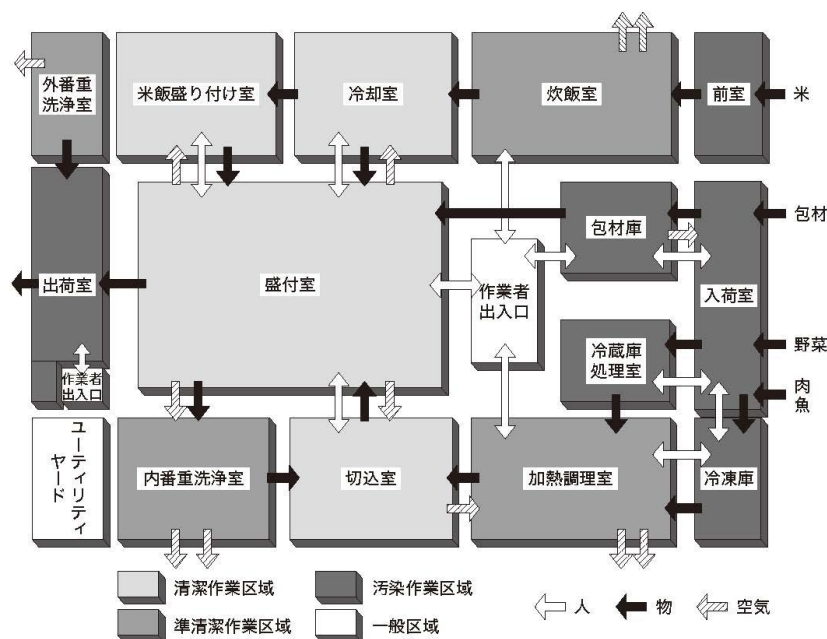 外番重
洗浄室
米飯盛り付け室
冷却室
炊飯室
前室
米
包材庫
包材
出荷室
盛付室
作業者
出入口
入荷室
冷蔵庫
処理室
野菜
肉
魚
作業者
出入口
ユーティリティ
ヤード
内番重洗浄室
切込室
加熱調理室
冷凍庫
清潔作業区域
汚染作業区域
準清潔作業区域
一般区域
人
物
空気